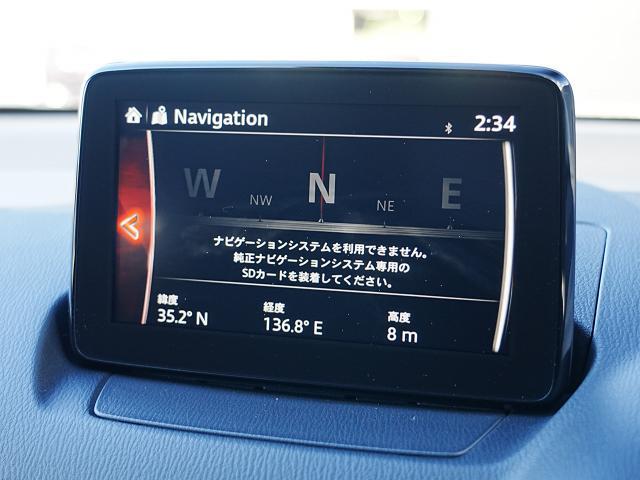 Navigation 2:34
W NW N NE E
ナビゲーションシステムを利用できません。
純正ナビゲーションシステム専用の
SDカードを装着してください。
緯度 経度 高度
35.2° N 136.8° E 8 m